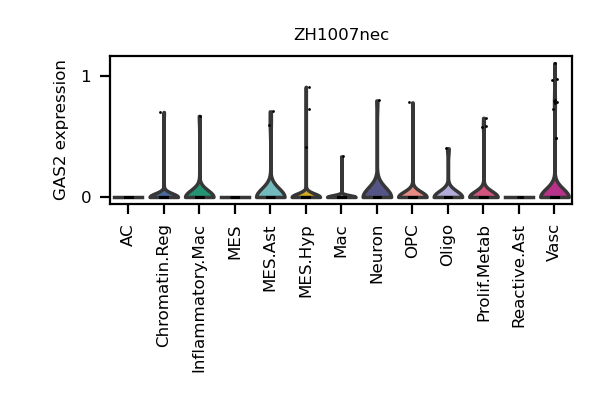 ZH1007nec
GAS2 expression
1
0
AC
Chromatin.Reg
Inflammatory.Mac
MES
MES.Ast
MES.Hyp
Mac
Neuron
OPC
Oligo
Prolif.Metab
Reactive.Ast
Vasc